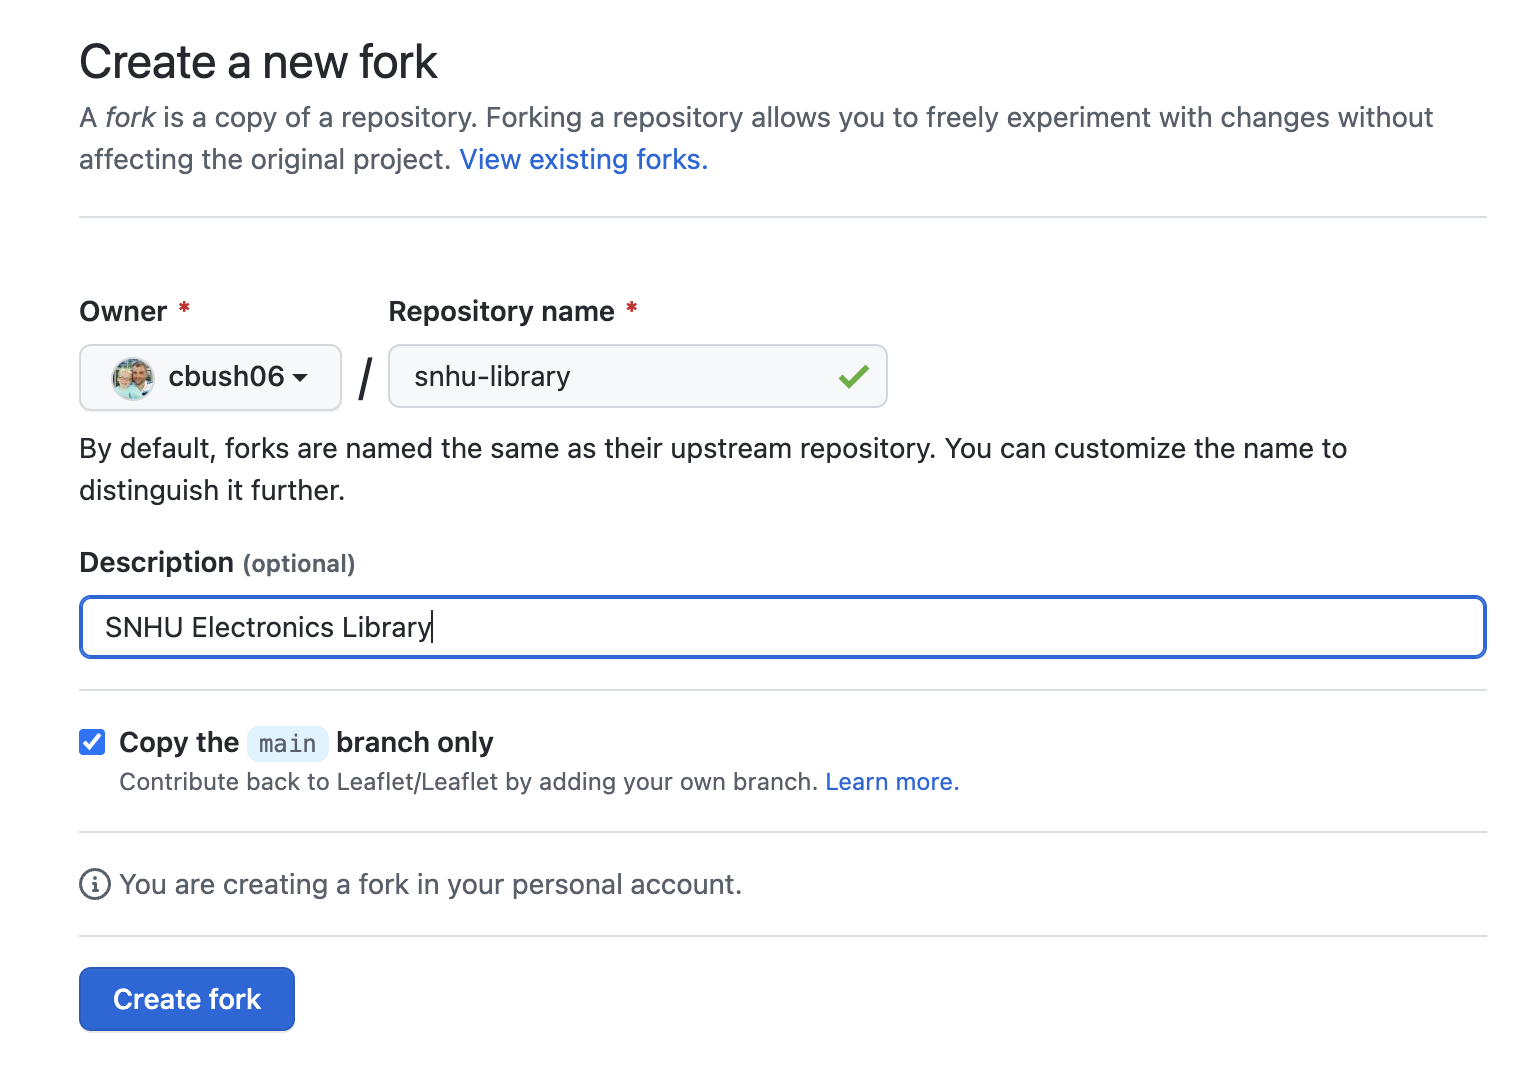 Create a new fork
A fork is a copy of a repository. Forking a repository allows you to freely experiment with changes without
affecting the original project. View existing forks.
Owner * Repository name *
cbush06 / snhu-library
By default, forks are named the same as their upstream repository. You can customize the name to
distinguish it further.
Description (optional)
SNHU Electronics Library
Copy the main branch only
Contribute back to Leaflet/Leaflet by adding your own branch. Learn more.
You are creating a fork in your personal account.
Create fork